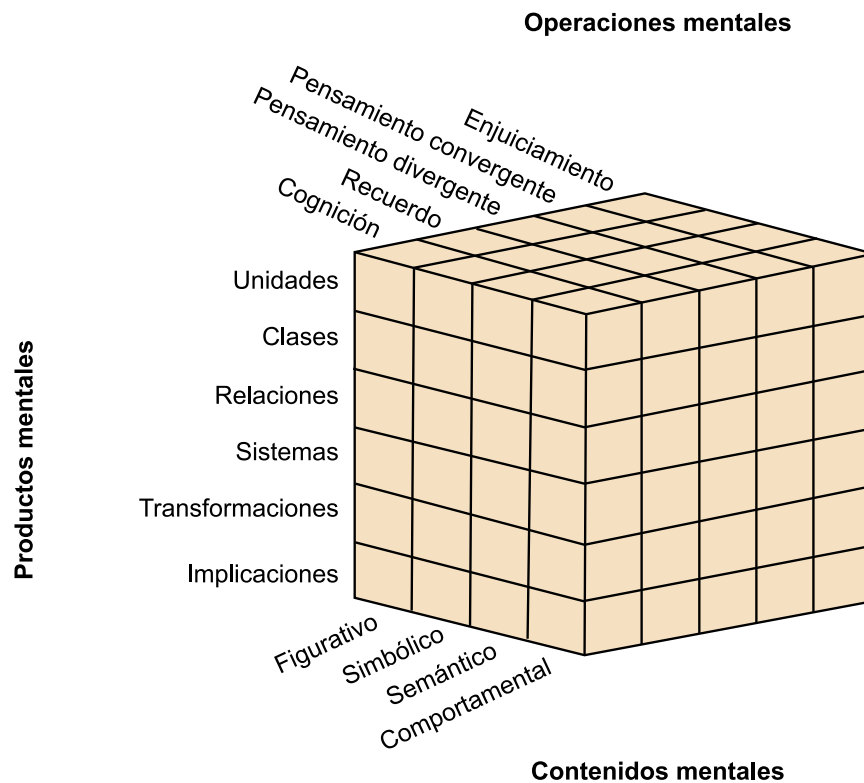 Operaciones mentales
Enjuiciamiento
Pensamiento convergente
Pensamiento divergente
Recuerdo
Cognición
Unidades
Clases
Relaciones
Sistemas
Transformaciones
Implicaciones
Productos mentales
Figurativo
Simbólico
Semántico
Comportamental
Contenidos mentales